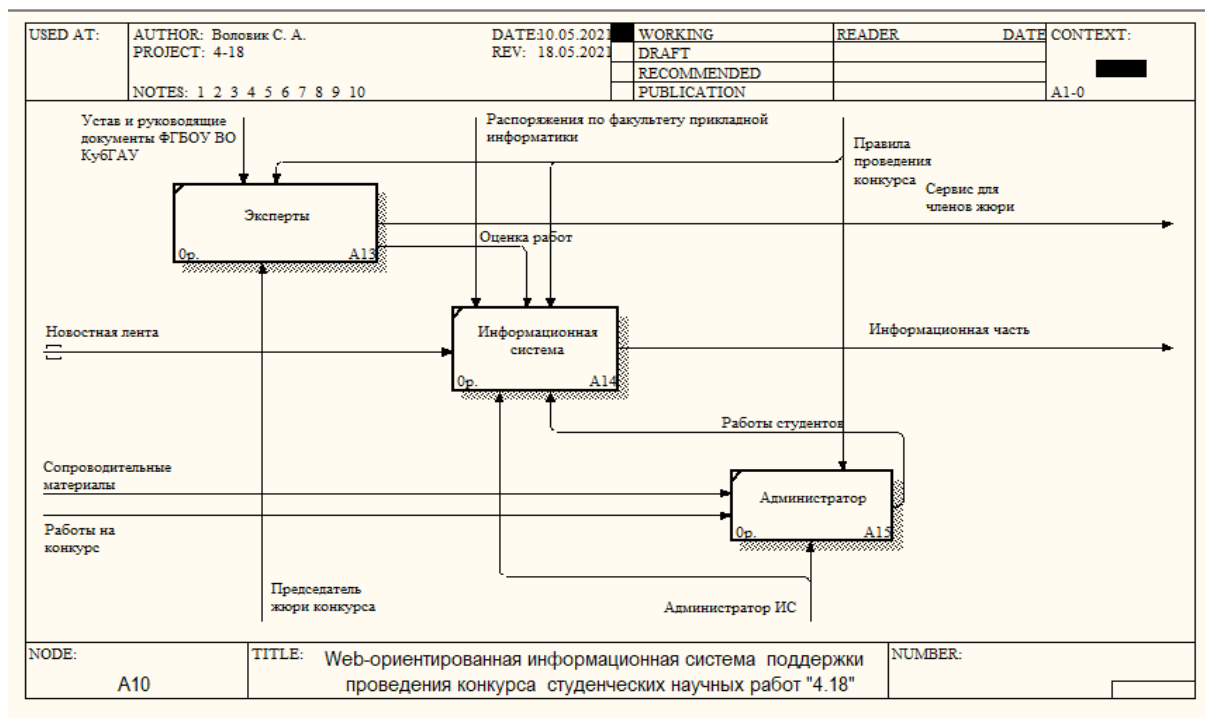 USED AT:
AUTHOR: Воловик С. А.
DATE:10.05.2021
WORKING
READER
DATE
CONTEXT:
PROJECT: 4-18
REV: 18.05.2021
DRAFT
RECOMMENDED
NOTES: 1 2 3 4 5 6 7 8 9 10
PUBLICATION
A1-0
Устав и руководящие
документы ФГБОУ ВО
КубГАУ
Распоряжения по факультету прикладной
информатики
Правила
проведения
конкурса
Сервис для
членов жюри
Эксперты
0р.
A13
Оценка работ
Новостная лента
Информационная
система
0р.
A14
Информационная часть
Работы студентов
Сопроводительные
материалы
Администратор
0р.
A15
Работы на
конкурс
Председатель
жюри конкурса
Администратор ИС
NODE:
A10
TITLE:
Web-ориентированная информационная система поддержки
проведения конкурса студенческих научных работ "4.18"
NUMBER: